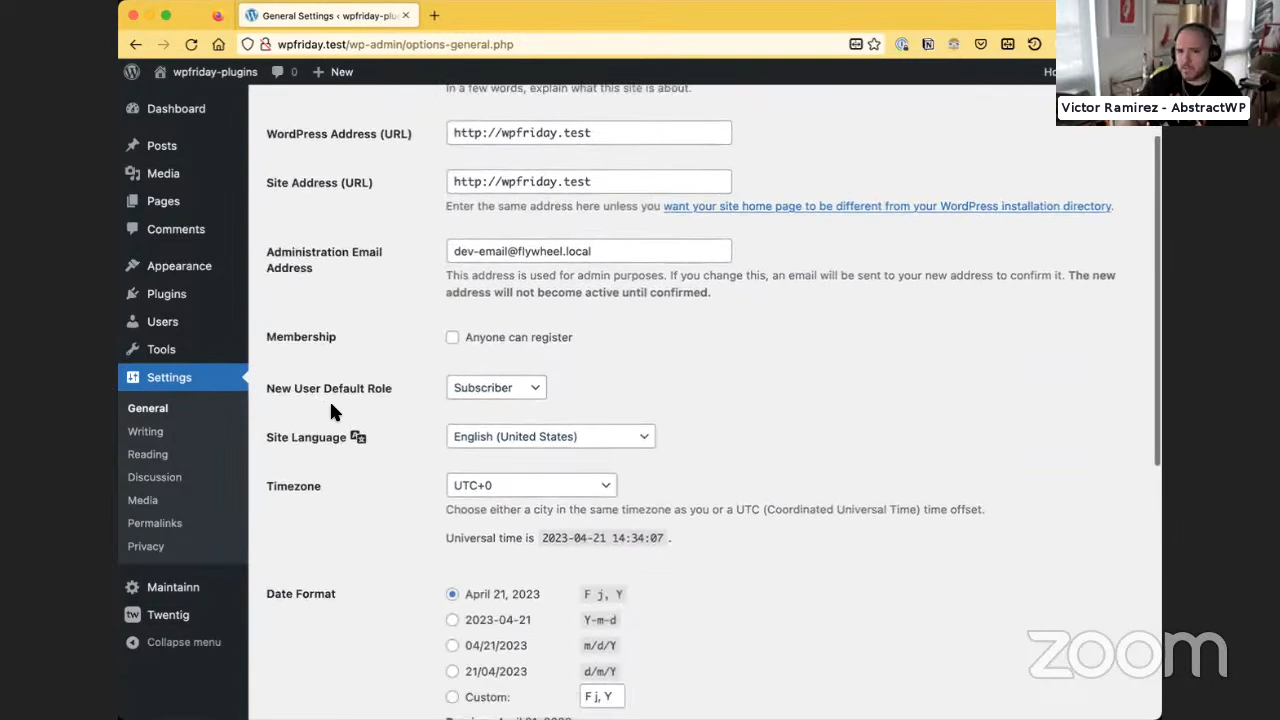 General Settings ‹ wpfriday-plu
wpfriday.test/wp-admin/options-general.php
wpfriday-plugins
0
New
Ho
Victor Ramirez - AbstractWP
Dashboard
Posts
Media
Pages
Comments
Appearance
Plugins
Users
Tools
Settings
General
Writing
Reading
Discussion
Media
Permalinks
Privacy
Maintainn
tw Twentig
Collapse menu
In a few words, explain what this site is about.
WordPress Address (URL)
http://wpfriday.test
Site Address (URL)
http://wpfriday.test
Enter the same address here unless you want your site home page to be different from your WordPress installation directory.
Administration Email
Address
dev-email@flywheel.local
This address is used for admin purposes. If you change this, an email will be sent to your new address to confirm it. The new
address will not become active until confirmed.
Membership
Anyone can register
New User Default Role
Subscriber
Site Language
English (United States)
Timezone
UTC+0
Choose either a city in the same timezone as you or a UTC (Coordinated Universal Time) time offset.
Universal time is 2023-04-21 14:34:07 .
Date Format
April 21, 2023 F j, Y
2023-04-21 Y-m-d
04/21/2023 m/d/Y
21/04/2023 d/m/Y
Custom: F j, Y
zoom